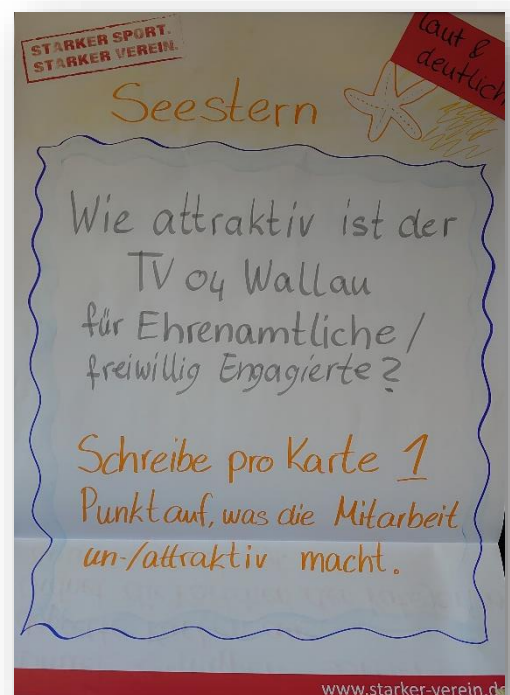 STARKER SPORT.
STARKER VEREIN.
laut &
deutlich
Seestern
Wie attraktiv ist der
TV 04 Wallau
für Ehrenamtliche/
freiwillig Engagierte?
Schreibe pro Karte 1
Punkt auf, was die Mitarbeit
un-/attraktiv macht.
www.starker-verein.de